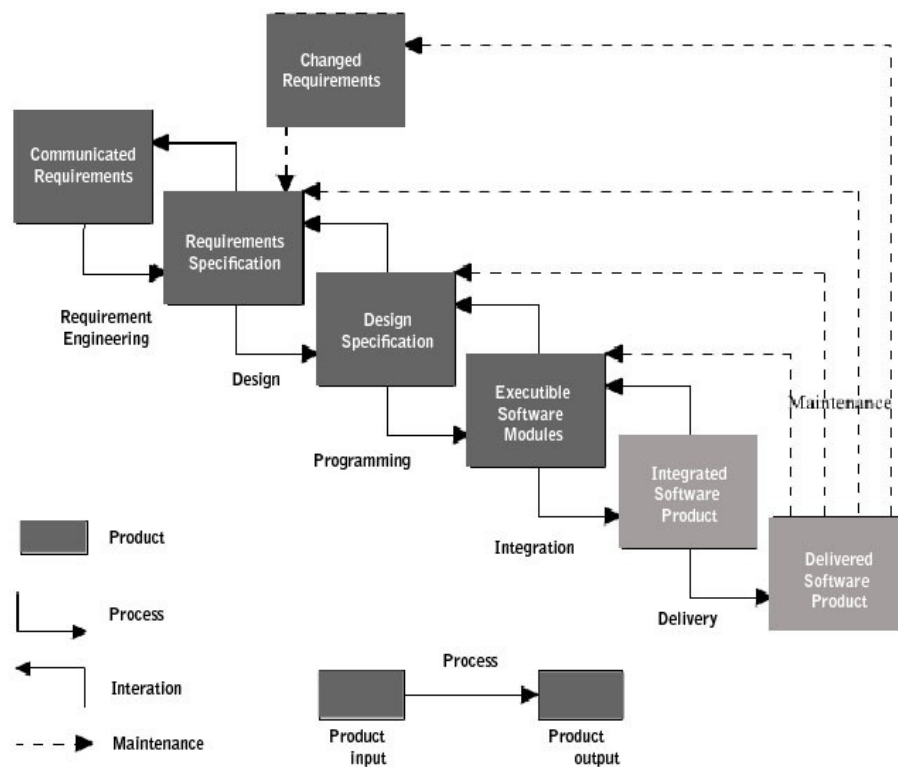 Changed
Requirements
Communicated
Requirements
Requirements
Specification
Requirement
Engineering
Design
Specification
Design
Executible
Software
Modules
Maintenance
Programming
Integrated
Software
Product
Integration
Delivered
Software
Product
Delivery
Product
Process
Interation
Maintenance
Process
Product
input
Product
output